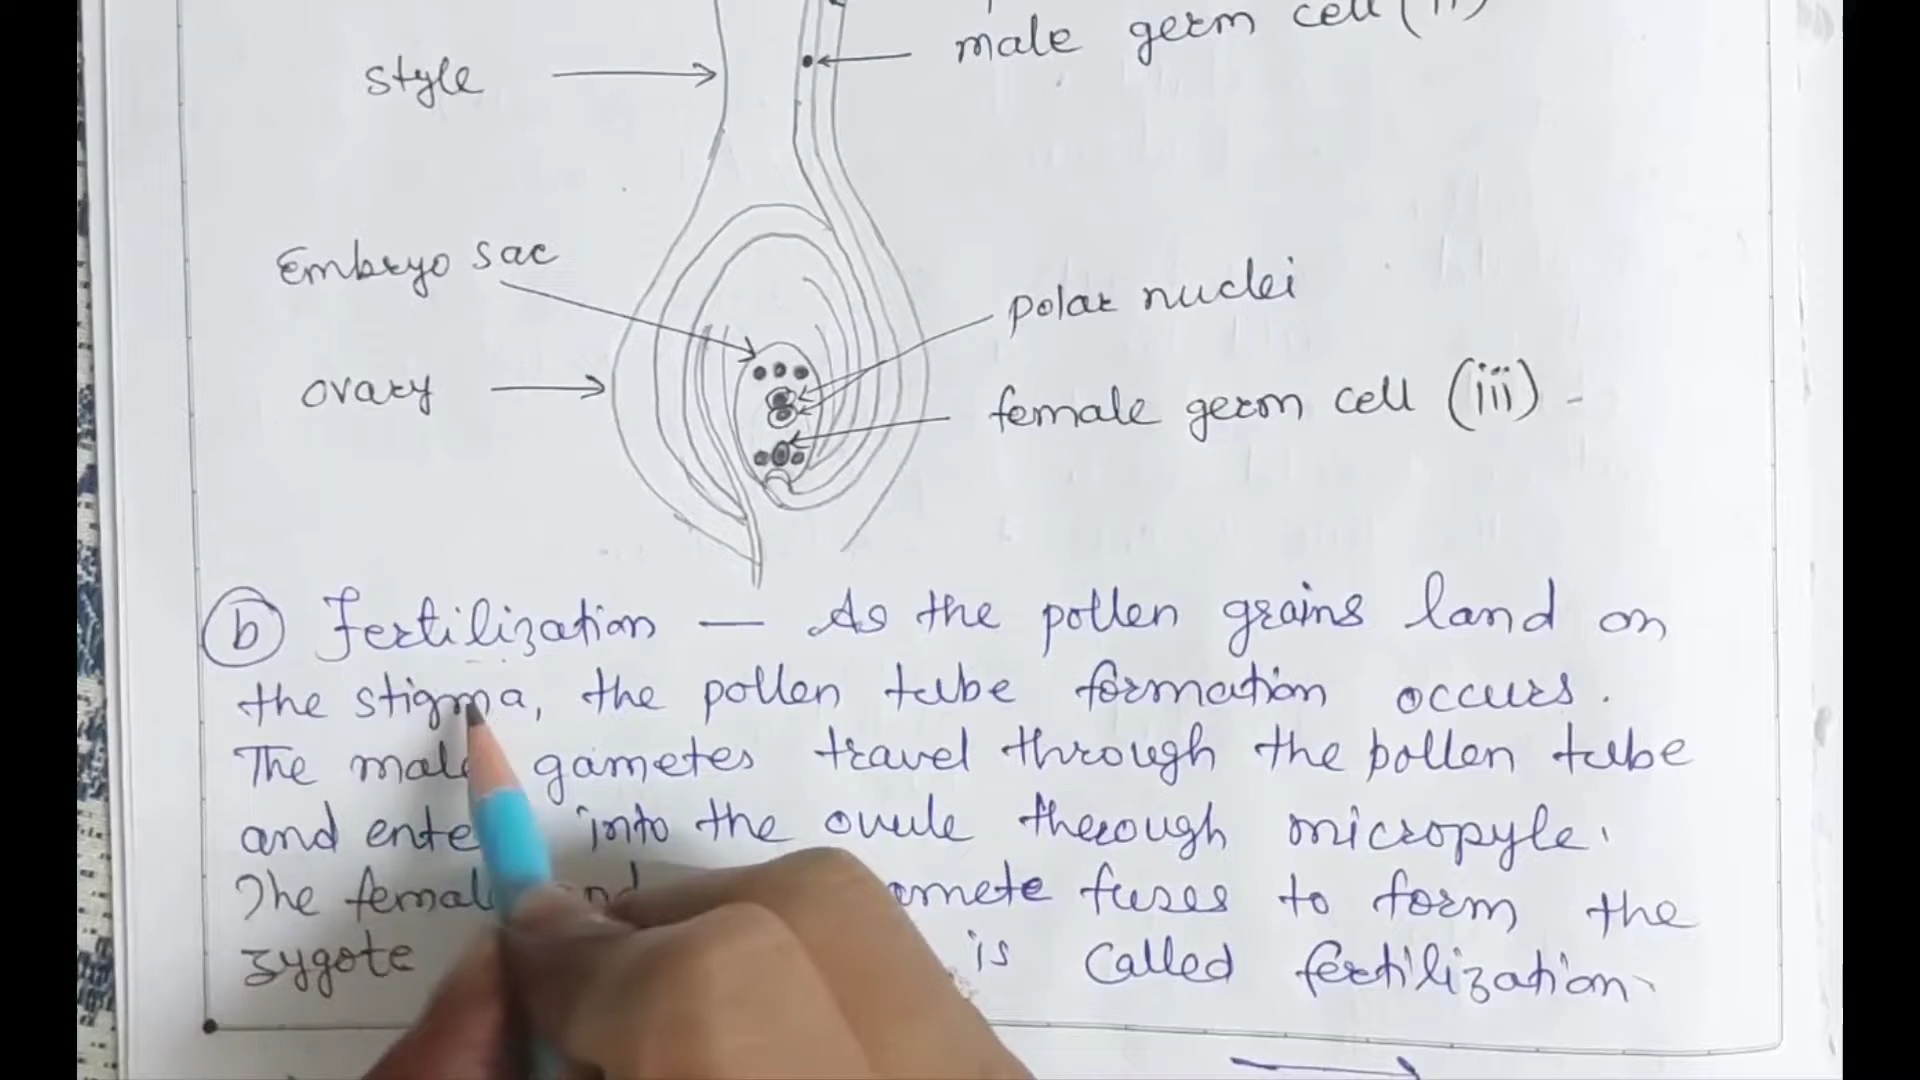 male germ cell (ii)
style
Embryo sac
polar nuclei
ovary
female germ cell (iii)
(b) Fertilization — As the pollen grains land on
the stigma, the pollen tube formation occurs.
The male gametes travel through the pollen tube
and enter into the ovule through micropyle.
The female and fuses to form the
zygote is called fertilization.